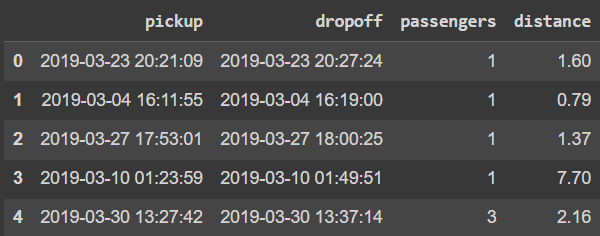 pickup dropoff passengers distance
0 2019-03-23 20:21:09 2019-03-23 20:27:24 1 1.60
1 2019-03-04 16:11:55 2019-03-04 16:19:00 1 0.79
2 2019-03-27 17:53:01 2019-03-27 18:00:25 1 1.37
3 2019-03-10 01:23:59 2019-03-10 01:49:51 1 7.70
4 2019-03-30 13:27:42 2019-03-30 13:37:14 3 2.16